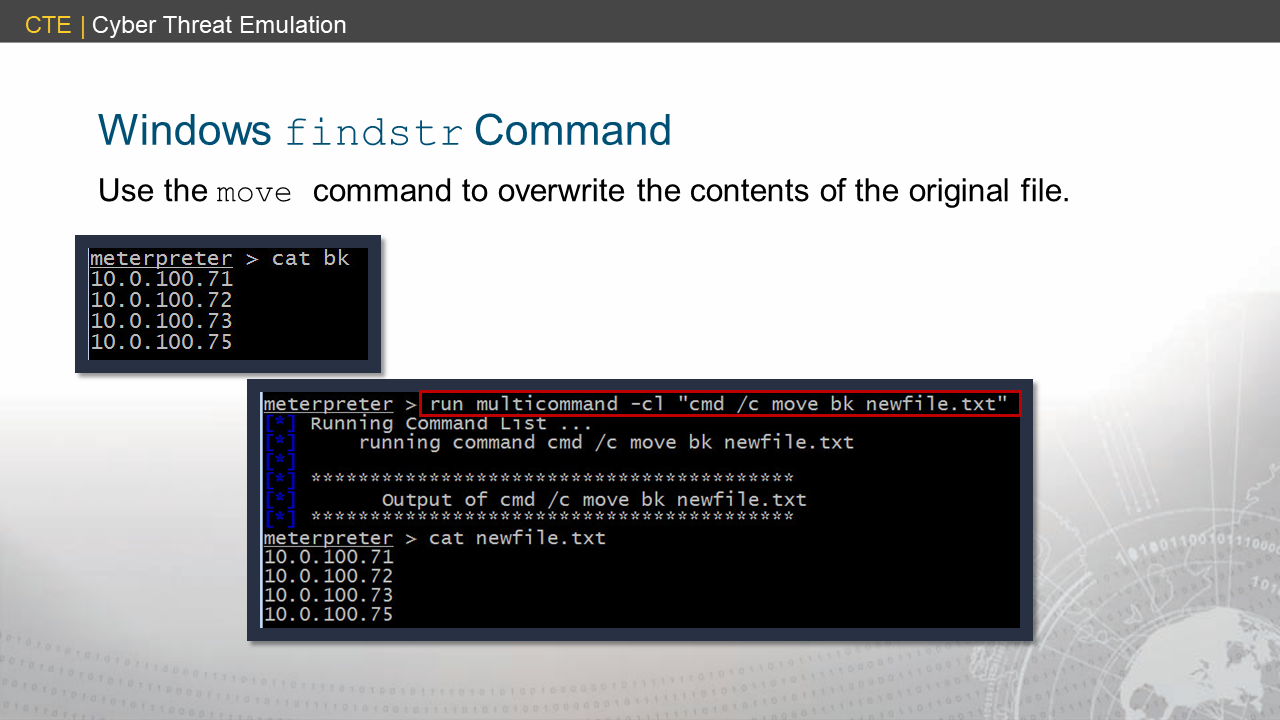 CTE | Cyber Threat Emulation
Windows findstr Command
Use the move command to overwrite the contents of the original file.
meterpreter > cat bk
10.0.100.71
10.0.100.72
10.0.100.73
10.0.100.75
meterpreter > run multicommand -cl "cmd /c move bk newfile.txt"
[*] Running Command List ...
[*] running command cmd /c move bk newfile.txt
[*]
[*] *****************************************
[*] Output of cmd /c move bk newfile.txt
[*] *****************************************
meterpreter > cat newfile.txt
10.0.100.71
10.0.100.72
10.0.100.73
10.0.100.75